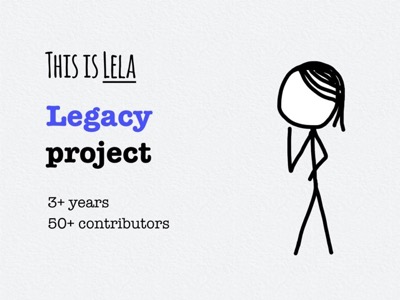 This is Lela
Legacy
project
3+ years
50+ contributors